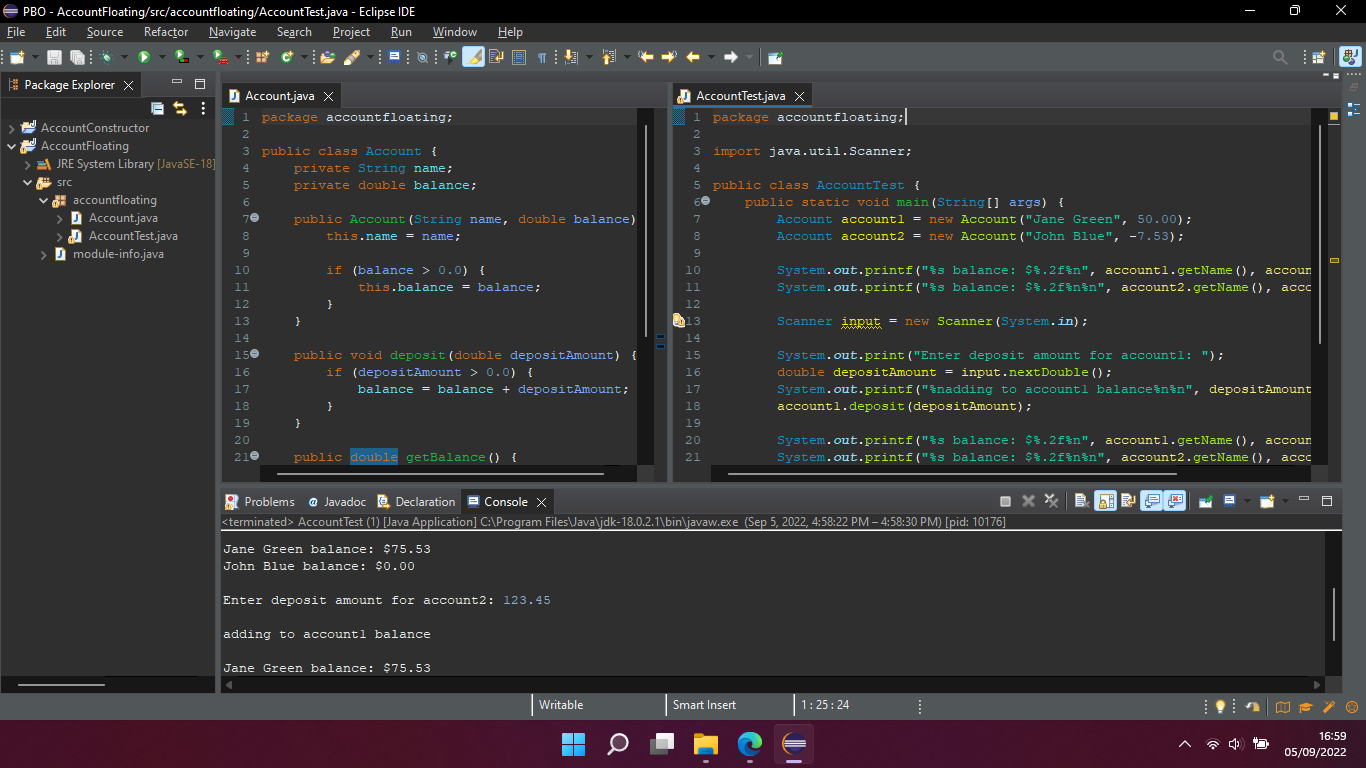 PBO - AccountFloating/src/accountfloating/AccountTest.java - Eclipse IDE
File Edit Source Refactor Navigate Search Project Run Window Help
Package Explorer
AccountConstructor
AccountFloating
JRE System Library [JavaSE-18]
src
accountfloating
Account.java
AccountTest.java
module-info.java
Account.java
1 package accountfloating;
2
3 public class Account {
4 private String name;
5 private double balance;
6
7 public Account(String name, double balance)
8 this.name = name;
9
10 if (balance > 0.0) {
11 this.balance = balance;
12 }
13 }
14
15 public void deposit(double depositAmount) {
16 if (depositAmount > 0.0) {
17 balance = balance + depositAmount;
18 }
19 }
20
21 public double getBalance() {
AccountTest.java
1 package accountfloating;
2
3 import java.util.Scanner;
4
5 public class AccountTest {
6 public static void main(String[] args) {
7 Account account1 = new Account("Jane Green", 50.00);
8 Account account2 = new Account("John Blue", -7.53);
9
10 System.out.printf("%s balance: $%.2f%n", account1.getName(), accoun
11 System.out.printf("%s balance: $%.2f%n%n", account2.getName(), acco
12
13 Scanner input = new Scanner(System.in);
14
15 System.out.print("Enter deposit amount for account1: ");
16 double depositAmount = input.nextDouble();
17 System.out.printf("%nadding to account1 balance%n%n", depositAmount
18 account1.deposit(depositAmount);
19
20 System.out.printf("%s balance: $%.2f%n", account1.getName(), accoun
21 System.out.printf("%s balance: $%.2f%n%n", account2.getName(), acco
Problems @ Javadoc Declaration Console
<terminated> AccountTest (1) [Java Application] C:\Program Files\Java\jdk-18.0.2.1\bin\javaw.exe (Sep 5, 2022, 4:58:22 PM – 4:58:30 PM) [pid: 10176]
Jane Green balance: $75.53
John Blue balance: $0.00
Enter deposit amount for account2: 123.45
adding to account1 balance
Jane Green balance: $75.53
Writable Smart Insert 1 : 25 : 24
16:59
05/09/2022